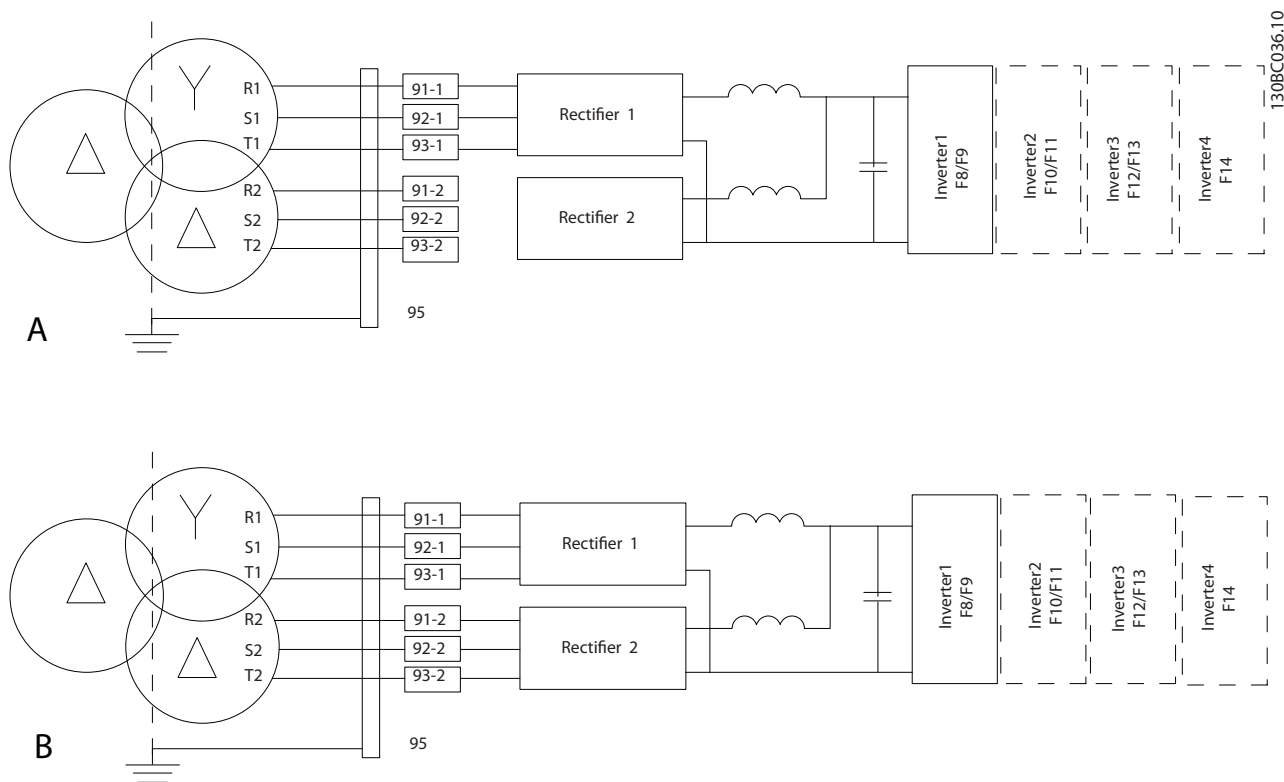 130BC036.10
R1
91-1
S1
92-1
Rectifier 1
T1
93-1
R2
91-2
S2
92-2
Rectifier 2
T2
93-2
Inverter1
F8/F9
Inverter2
F10/F11
Inverter3
F12/F13
Inverter4
F14
95
A
R1
91-1
S1
92-1
Rectifier 1
T1
93-1
R2
91-2
S2
92-2
Rectifier 2
T2
93-2
Inverter1
F8/F9
Inverter2
F10/F11
Inverter3
F12/F13
Inverter4
F14
95
B